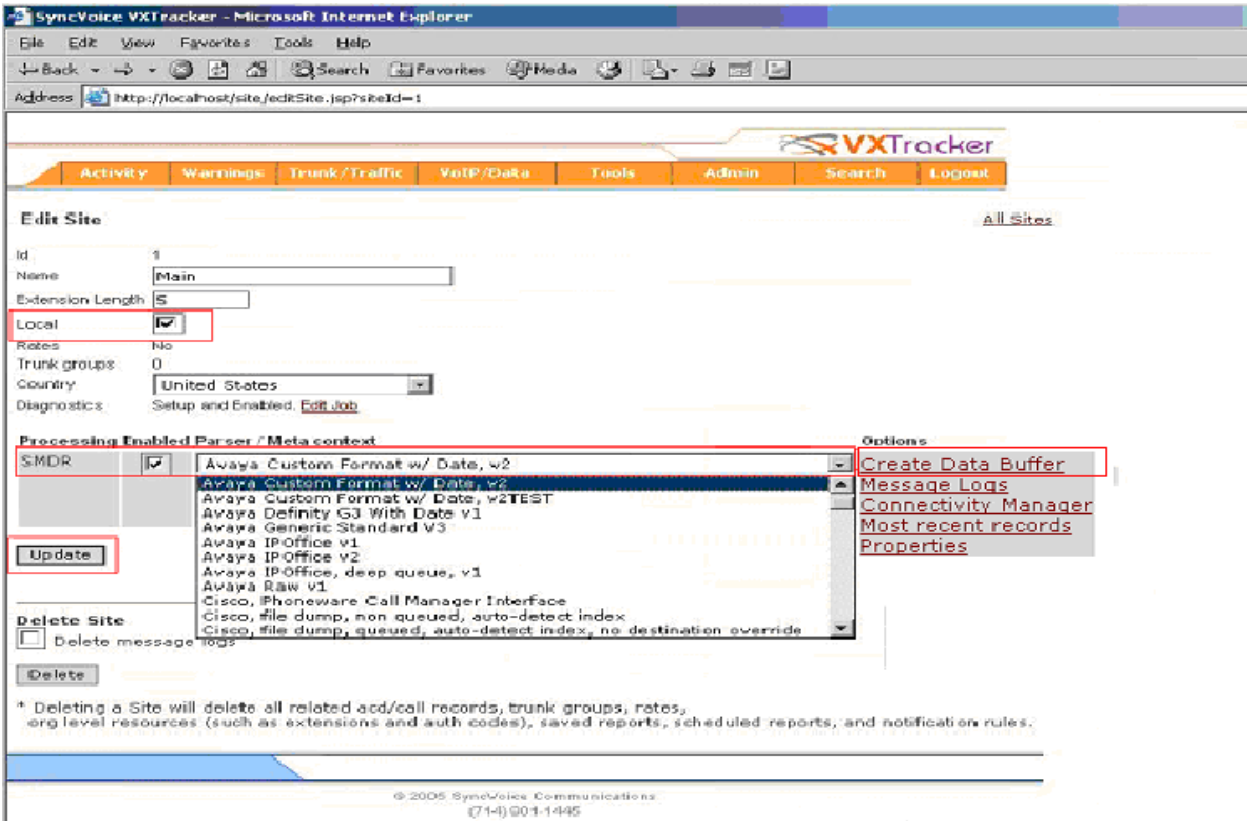 SyncVoice VXTracker - Microsoft Internet Explorer
File Edit View Favorites Tools Help
Back Search Favorites Media
Address http://localhost/site/editSite.jsp?siteId=1
VXTracker
Activity Warnings Trunk/Traffic VoIP/Data Tools Admin Search Logout
Edit Site All Sites
Id 1
Name Main
Extension Length 5
Local
Rates No
Trunk groups 0
Country United States
Diagnostics Setup and Enabled. Edit Job
Processing Enabled Parser / Meta context Options
SMDR Avaya Custom Format w/ Date, v2 Create Data Buffer
Avaya Custom Format w/ Date, v2 Message Logs
Avaya Custom Format w/ Date, v2TEST Connectivity Manager
Avaya Definity G3 With Date v1 Most recent records
Avaya Generic Standard V3 Properties
Avaya IPOffice v1
Update
Avaya IPOffice v2
Avaya IPOffice, deep queue, v1
Avaya Raw v1
Cisco, Phoneware Call Manager Interface
Cisco, file dump, non queued, auto-detect index
Cisco, file dump, queued, auto-detect index, no destination override
Delete Site
Delete message logs
Delete
* Deleting a Site will delete all related acd/call records, trunk groups, rates,
org level resources (such as extensions and auth codes), saved reports, scheduled reports, and notification rules.
© 2005 SyncVoice Communications
(714) 901-1445